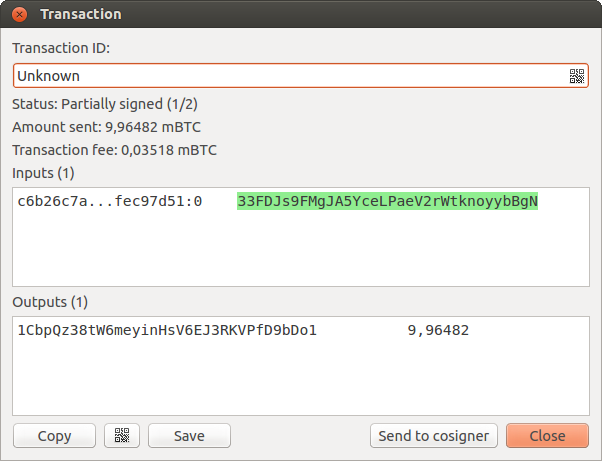 Transaction
Transaction ID:
Unknown
Status: Partially signed (1/2)
Amount sent: 9,96482 mBTC
Transaction fee: 0,03518 mBTC
Inputs (1)
c6b26c7a...fec97d51:0 33FDJs9FMgJA5YceLPaeV2rWtknoyybBgN
Outputs (1)
1CbpQz38tW6meyinHsV6EJ3RKVPfD9bDo1 9,96482
Copy Save Send to cosigner Close